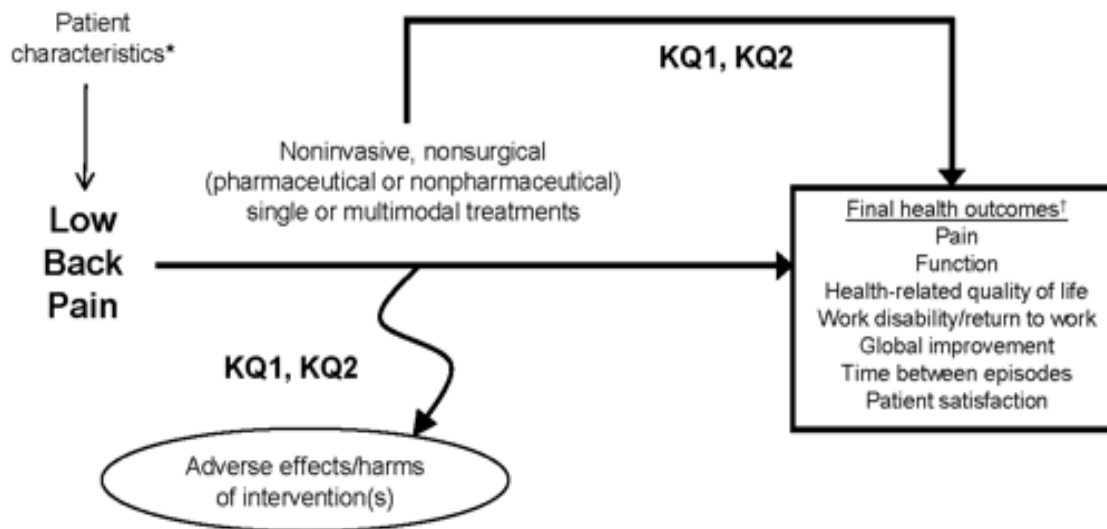 Patient
characteristics*
KQ1, KQ2
Noninvasive, nonsurgical
(pharmaceutical or nonpharmaceutical)
single or multimodal treatments
Low
Back
Pain
Final health outcomes†
Pain
Function
Health-related quality of life
Work disability/return to work
Global improvement
Time between episodes
Patient satisfaction
KQ1, KQ2
Adverse effects/harms
of intervention(s)